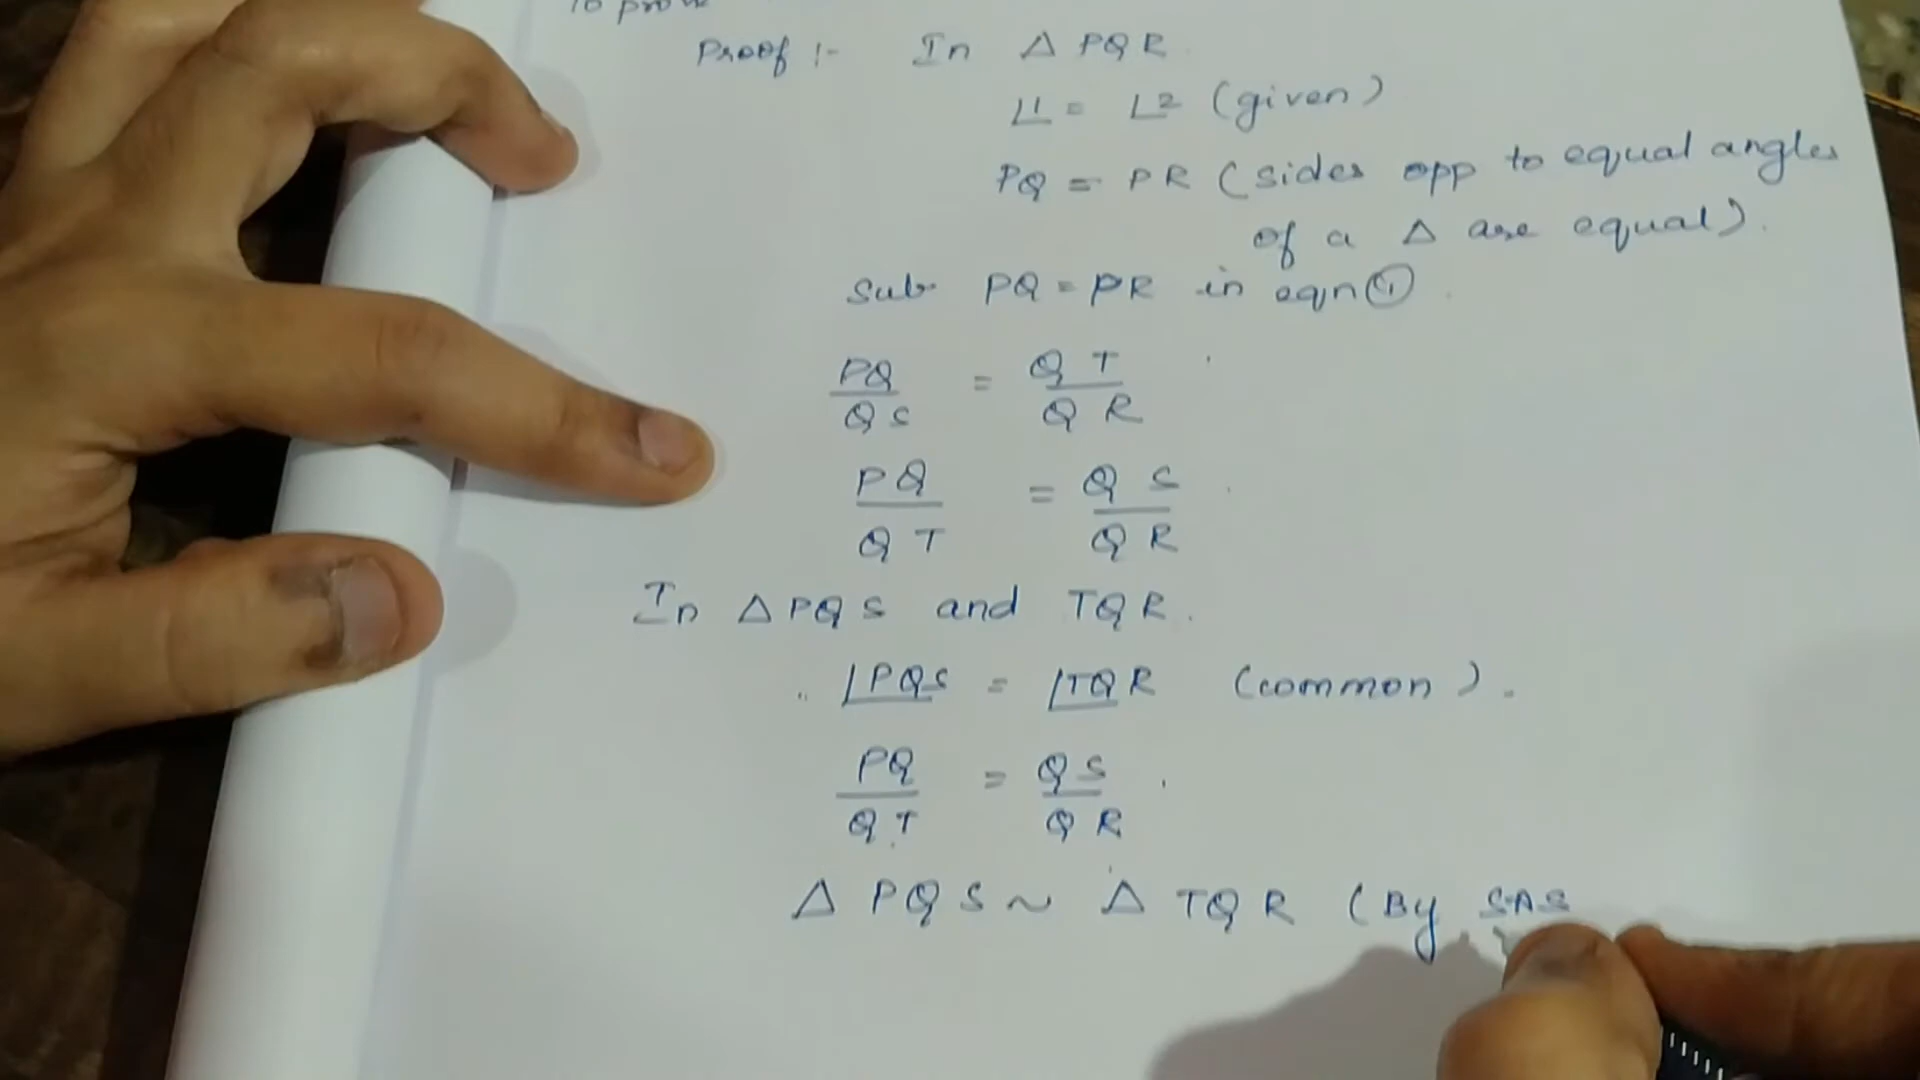 To prove
Proof :- In Δ PQR
∠1 = ∠2 (given)
PQ = PR (sides opp to equal angles
of a Δ are equal).
Sub PQ = PR in eqn ①
PQ/QS = QT/QR
PQ/QT = QS/QR
In Δ PQS and TQR.
∠PQS = ∠TQR (common).
PQ/QT = QS/QR
Δ PQS ~ Δ TQR (By SAS